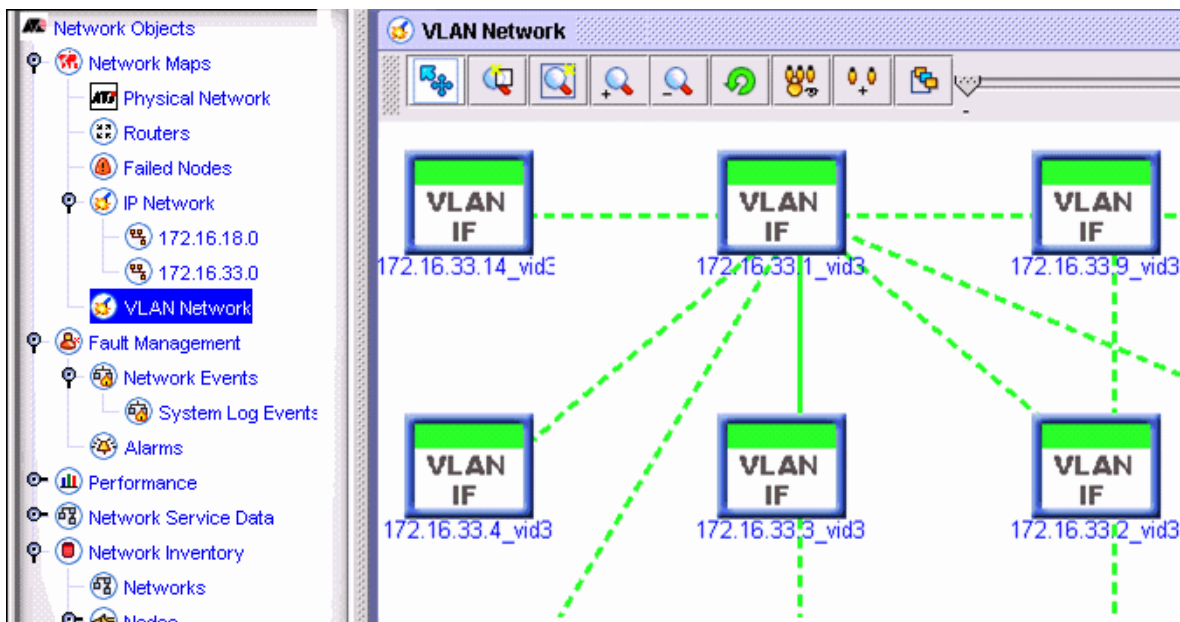 Network Objects
Network Maps
Physical Network
Routers
Failed Nodes
IP Network
172.16.18.0
172.16.33.0
VLAN Network
Fault Management
Network Events
System Log Events
Alarms
Performance
Network Service Data
Network Inventory
Networks
Nodes
VLAN Network
VLAN
IF
172.16.33.14_vid3
VLAN
IF
172.16.33.1_vid3
VLAN
IF
172.16.33.9_vid3
VLAN
IF
172.16.33.4_vid3
VLAN
IF
172.16.33.3_vid3
VLAN
IF
172.16.33.2_vid3